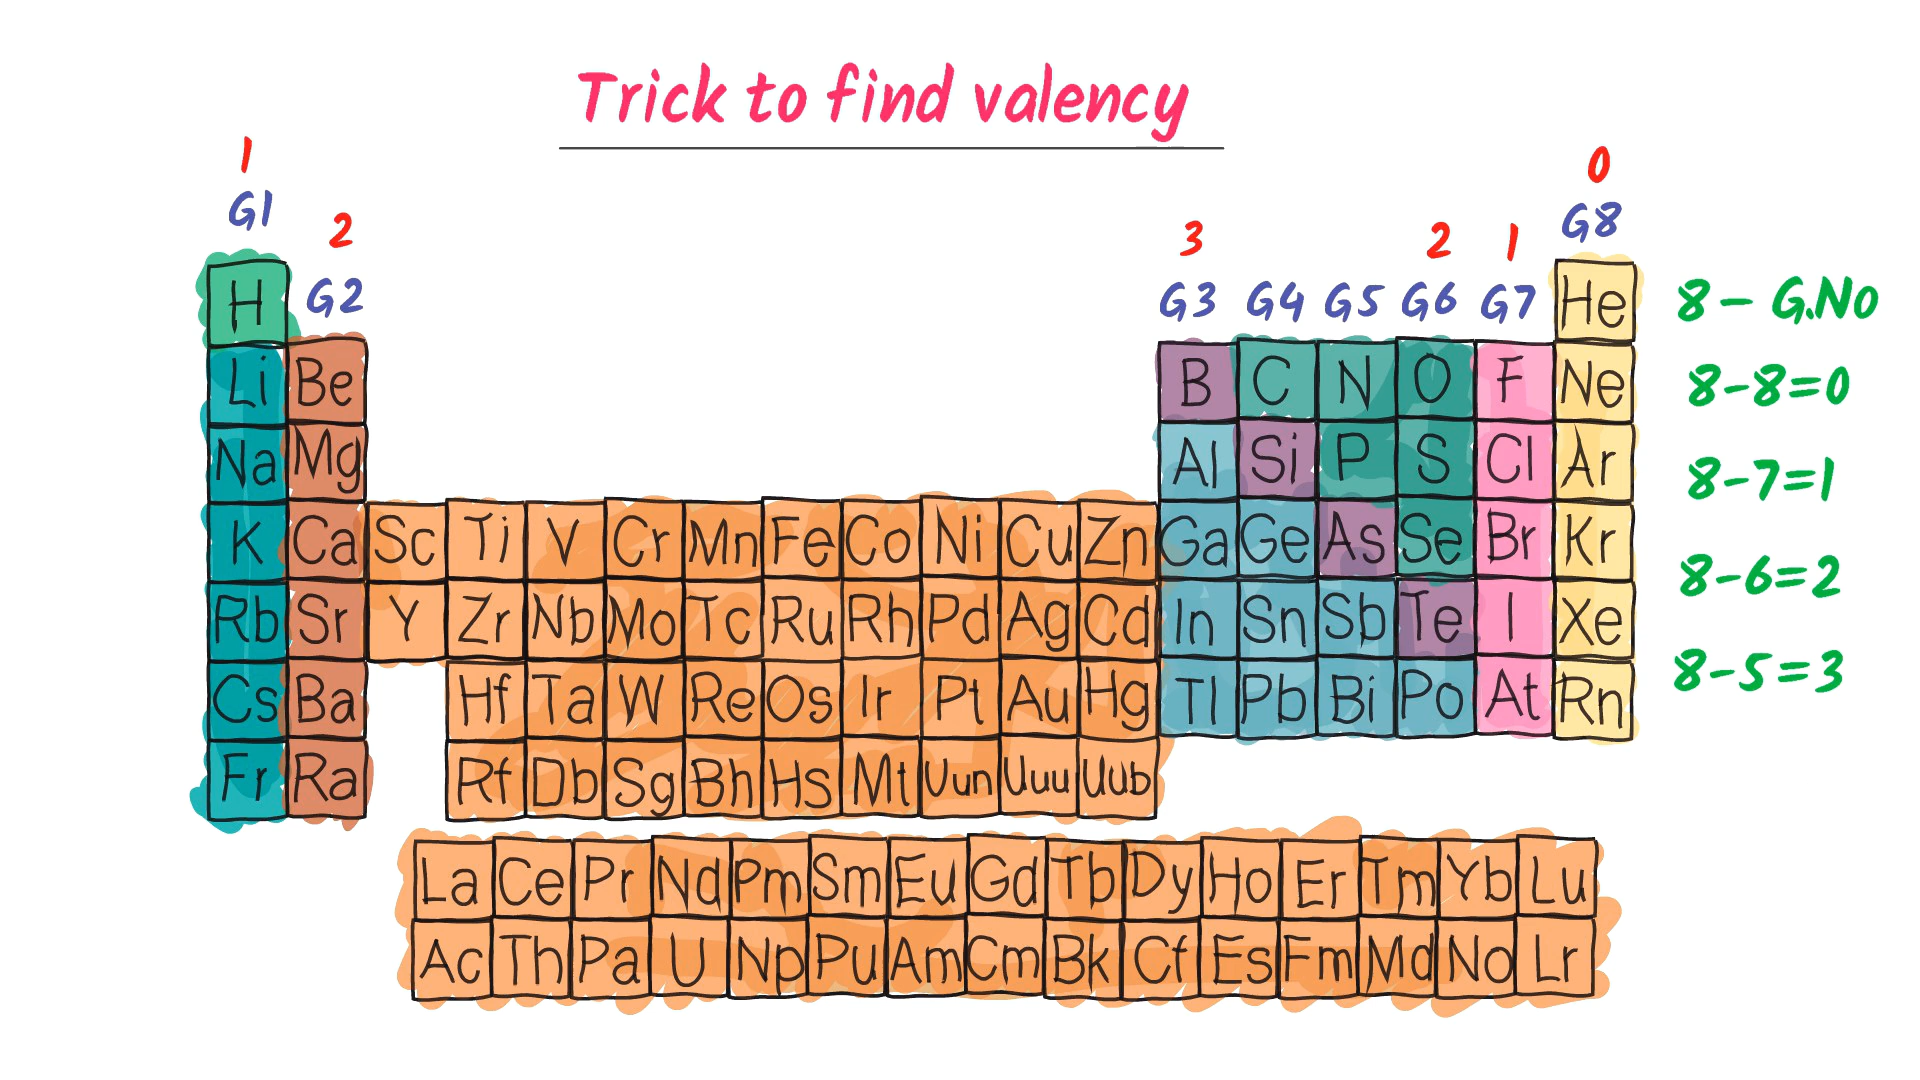 Trick to find valency
1 0
G1 2 3 2 1 G8
G2 G3 G4 G5 G6 G7
H He 8 - G.No
Li Be B C N O F Ne 8-8=0
Na Mg Al Si P S Cl Ar 8-7=1
K Ca Sc Ti V Cr Mn Fe Co Ni Cu Zn Ga Ge As Se Br Kr
8-6=2
Rb Sr Y Zr Nb Mo Tc Ru Rh Pd Ag Cd In Sn Sb Te I Xe
Cs Ba Hf Ta W Re Os Ir Pt Au Hg Tl Pb Bi Po At Rn 8-5=3
Fr Ra Rf Db Sg Bh Hs Mt Uun Uuu Uub
La Ce Pr Nd Pm Sm Eu Gd Tb Dy Ho Er Tm Yb Lu
Ac Th Pa U Np Pu Am Cm Bk Cf Es Fm Md No Lr